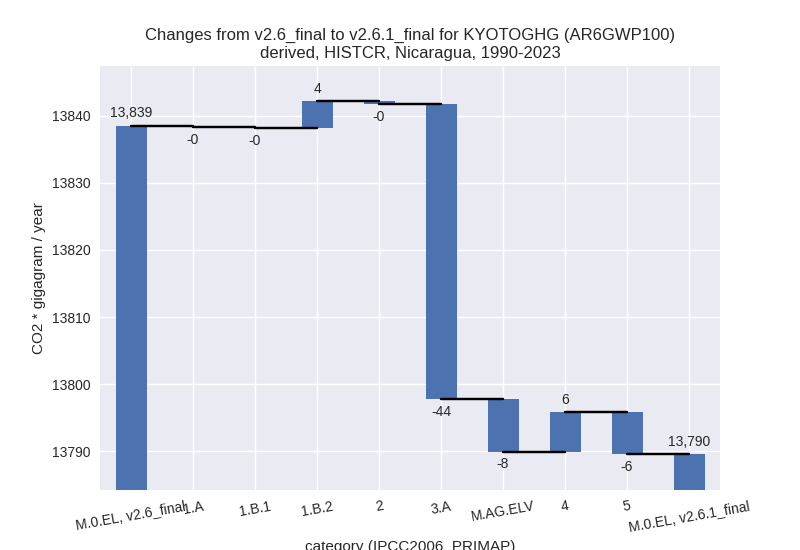 Changes from v2.6_final to v2.6.1_final for KYOTOGHG (AR6GWP100)
derived, HISTCR, Nicaragua, 1990-2023
CO2 * gigagram / year
13840
13830
13820
13810
13800
13790
13,839
-0
-0
4
-0
-44
-8
6
-6
13,790
M.0.EL, v2.6_final
1.A
1.B.1
1.B.2
2
3.A
M.AG.ELV
4
5
M.0.EL, v2.6.1_final
category (IPCC2006_PRIMAP)